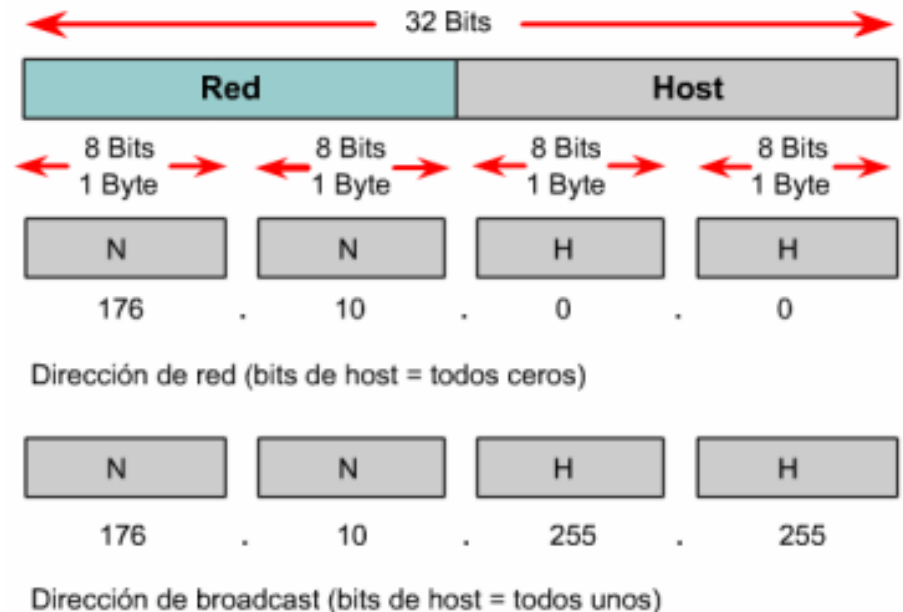 32 Bits
Red Host
8 Bits 8 Bits 8 Bits 8 Bits
1 Byte 1 Byte 1 Byte 1 Byte
N N H H
176 . 10 . 0 . 0
Dirección de red (bits de host = todos ceros)
N N H H
176 . 10 . 255 . 255
Dirección de broadcast (bits de host = todos unos)